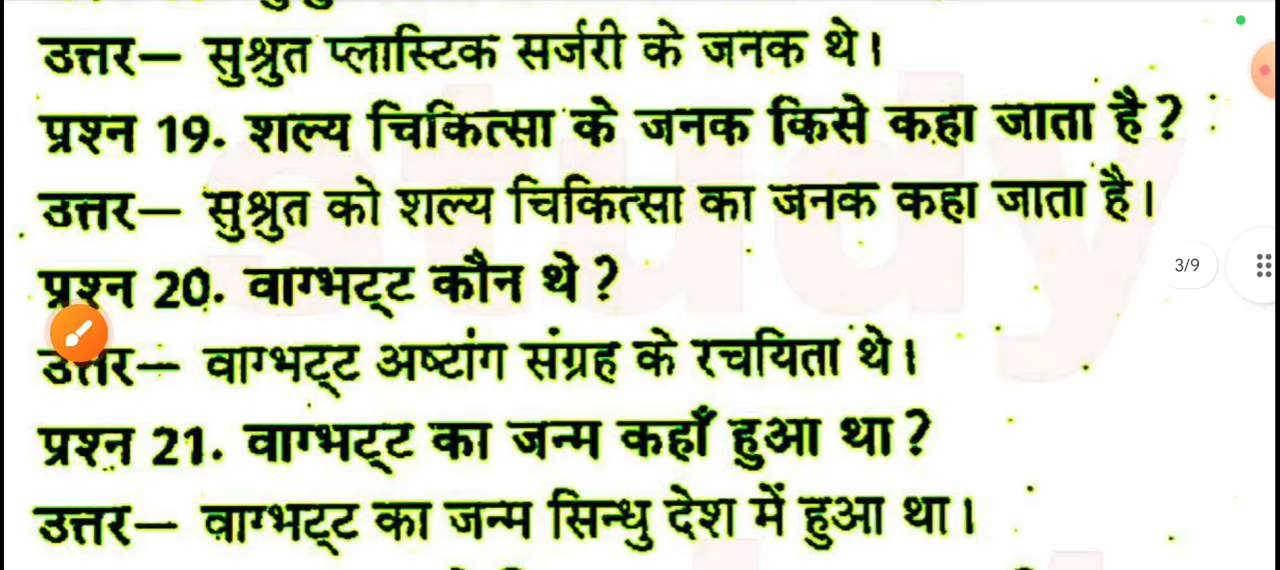 उत्तर— सुश्रुत प्लास्टिक सर्जरी के जनक थे।
प्रश्न 19. शल्य चिकित्सा के जनक किसे कहा जाता है?
उत्तर— सुश्रुत को शल्य चिकित्सा का जनक कहा जाता है।
प्रश्न 20. वाग्भट्ट कौन थे?
3/9
उत्तर— वाग्भट्ट अष्टांग संग्रह के रचयिता थे।
प्रश्न 21. वाग्भट्ट का जन्म कहाँ हुआ था?
उत्तर— वाग्भट्ट का जन्म सिन्धु देश में हुआ था।
study